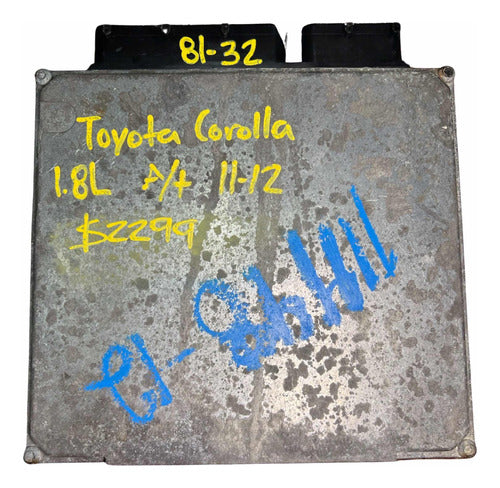 81-32
Toyota Corolla
1.8L A/t 11-12
$2299